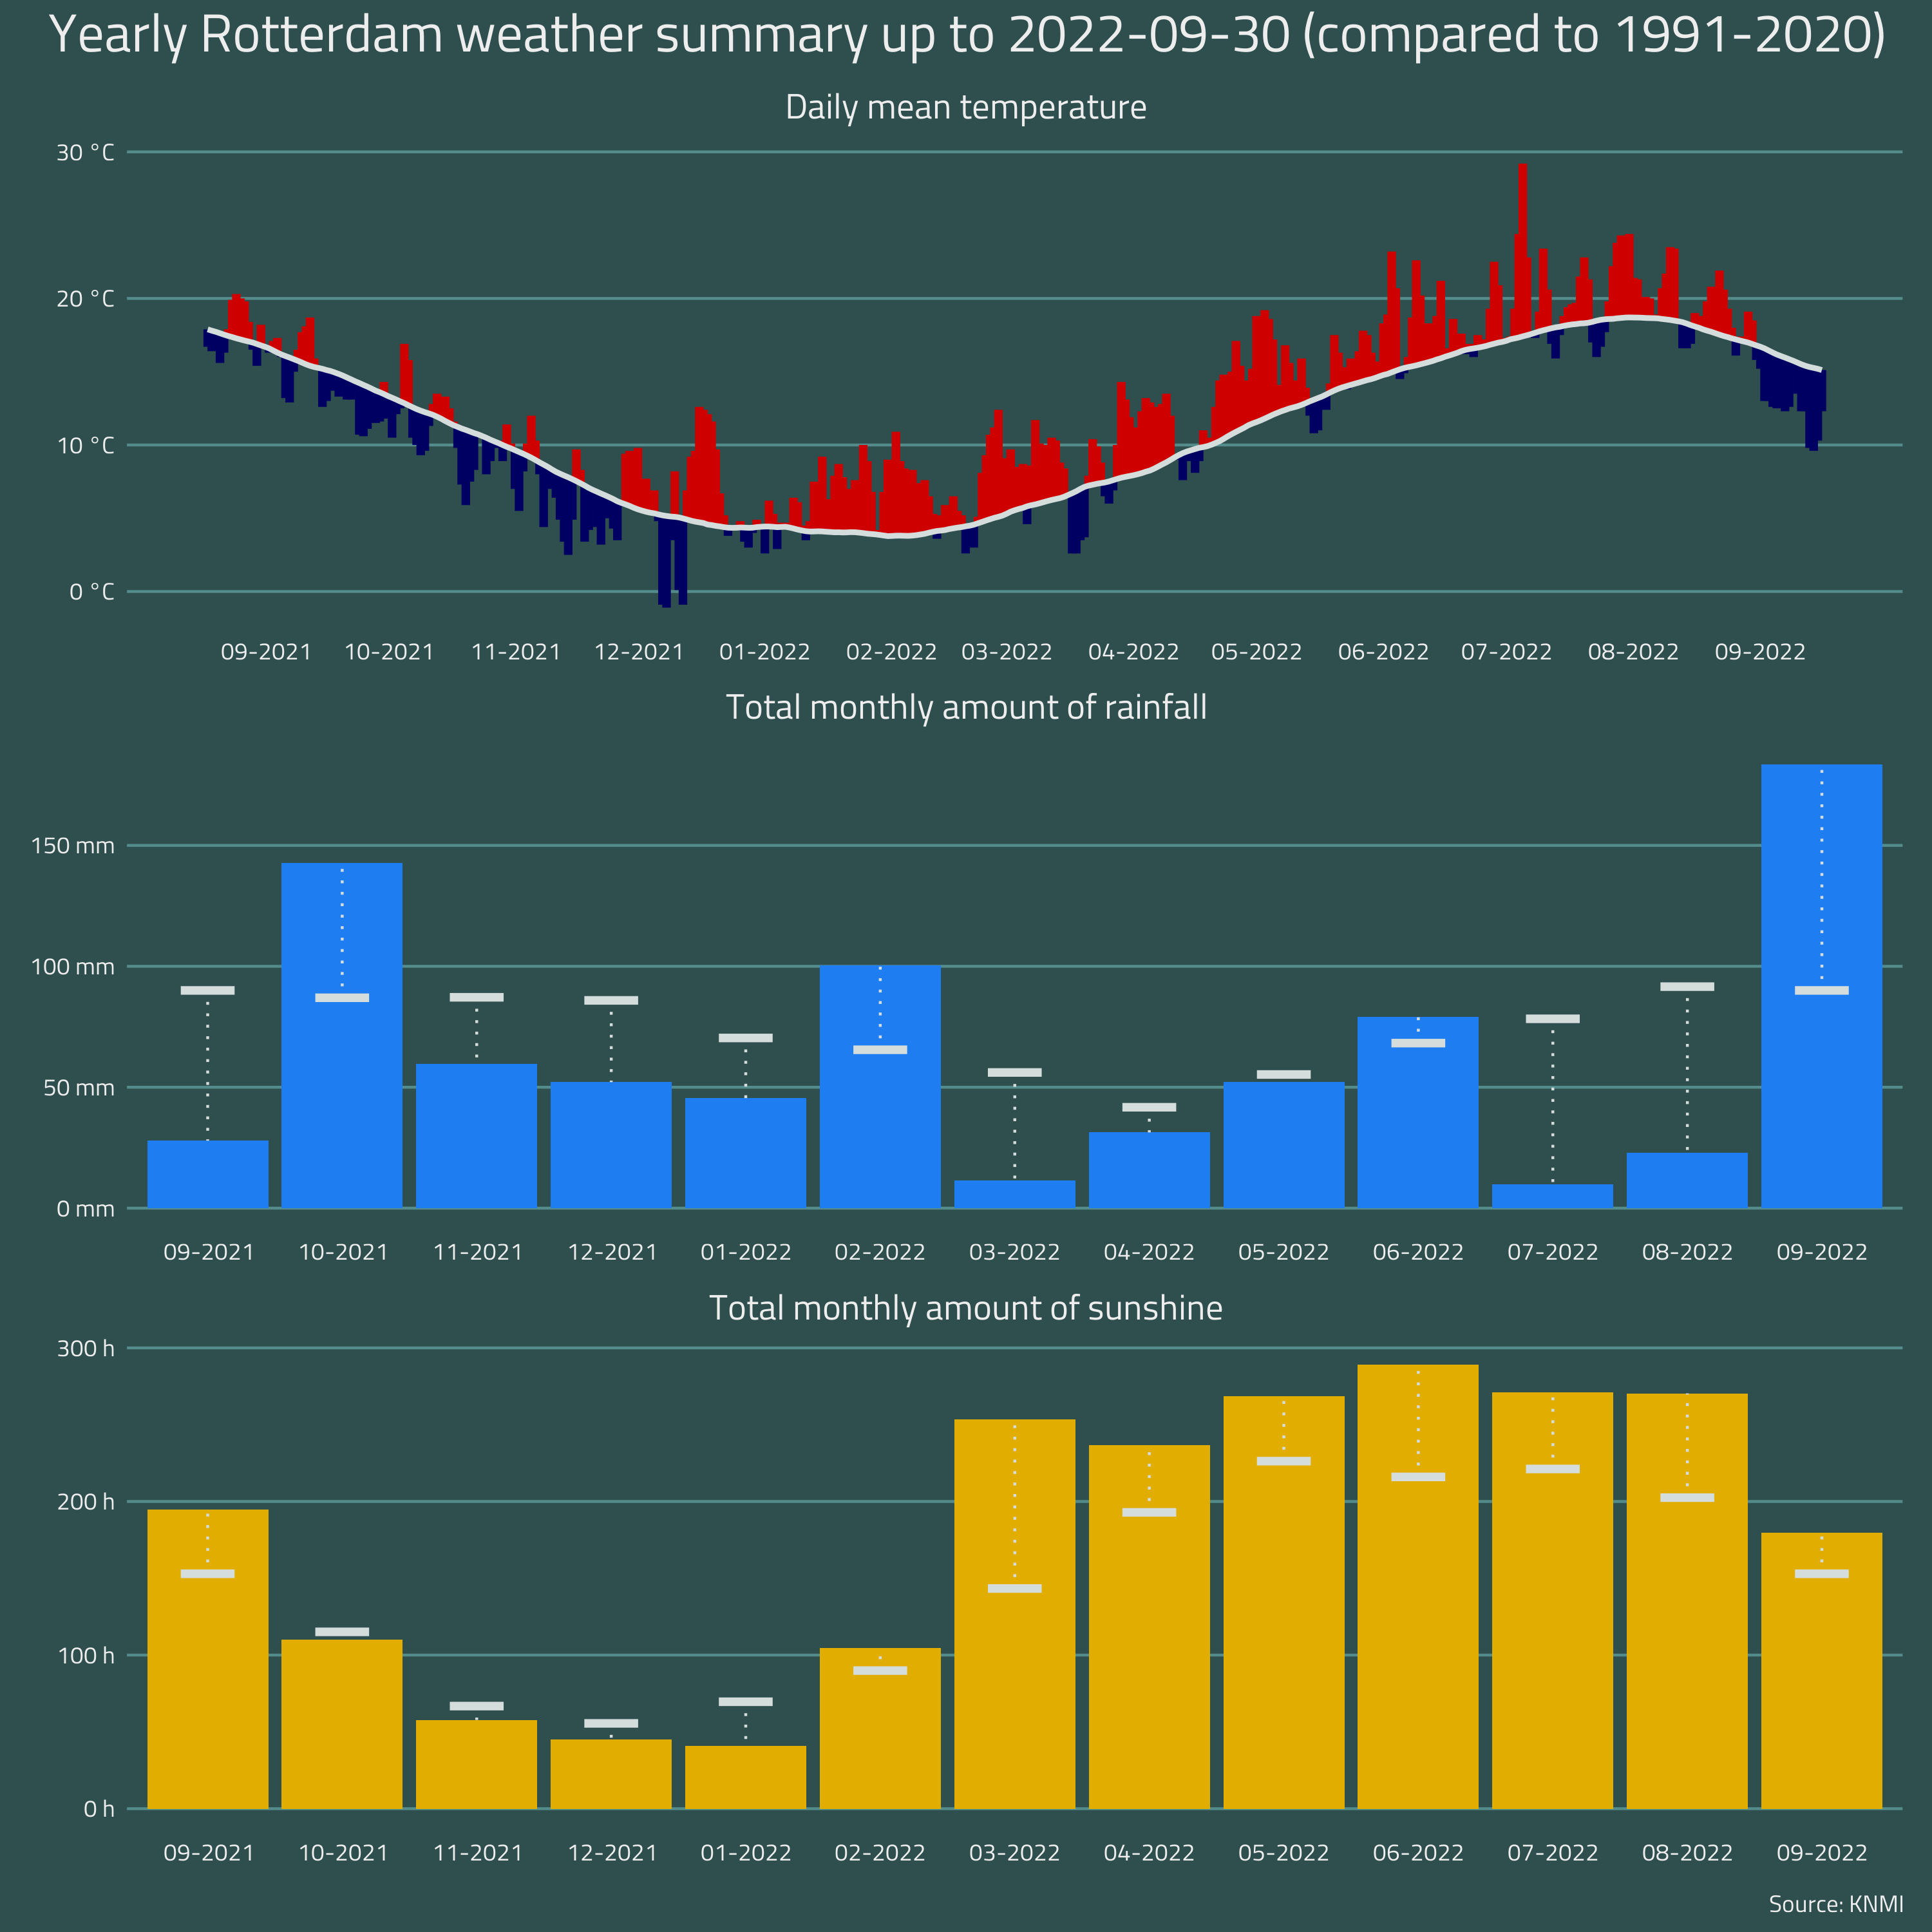 Yearly Rotterdam weather summary up to 2022-09-30 (compared to 1991-2020)
Daily mean temperature
30 °C
20 °C
10 °C
0 °C
09-2021 10-2021 11-2021 12-2021 01-2022 02-2022 03-2022 04-2022 05-2022 06-2022 07-2022 08-2022 09-2022
Total monthly amount of rainfall
150 mm
100 mm
50 mm
0 mm
09-2021 10-2021 11-2021 12-2021 01-2022 02-2022 03-2022 04-2022 05-2022 06-2022 07-2022 08-2022 09-2022
Total monthly amount of sunshine
300 h
200 h
100 h
0 h
09-2021 10-2021 11-2021 12-2021 01-2022 02-2022 03-2022 04-2022 05-2022 06-2022 07-2022 08-2022 09-2022
Source: KNMI